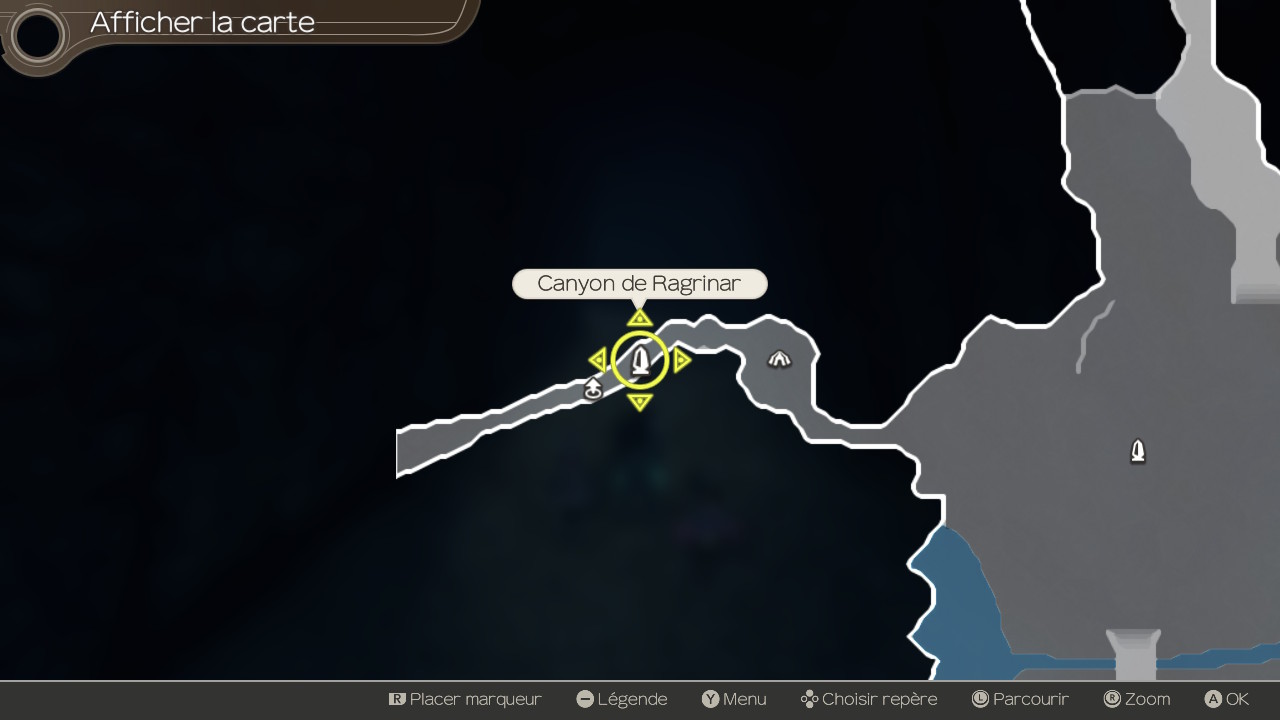 Afficher la carte
Canyon de Ragrinar
R Placer marqueur − Légende Y Menu Choisir repère L Parcourir R Zoom A OK